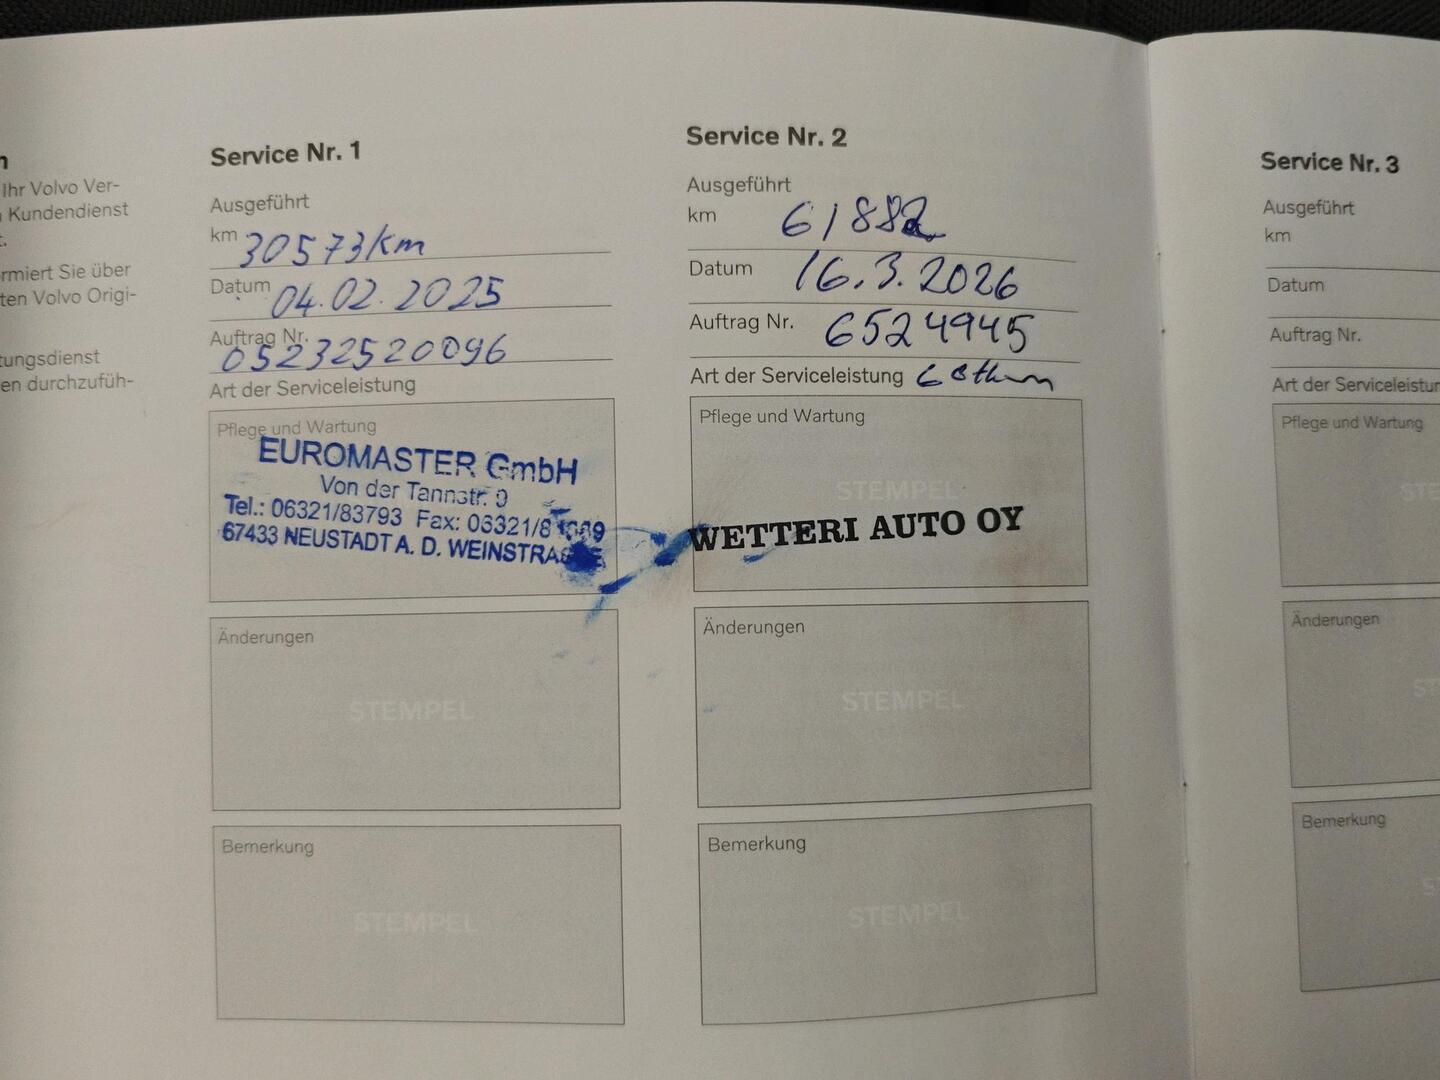 n
Ihr Volvo Ver-
Kundendienst
t.
rmiert Sie über
ten Volvo Origi-
tungsdienst
en durchzufüh-
Service Nr. 1
Ausgeführt
km 30573km
Datum 04.02.2025
Auftrag Nr. 05232520096
Art der Serviceleistung
Pflege und Wartung
EUROMASTER GmbH
Von der Tannstr. 9
Tel.: 06321/83793 Fax: 06321/8
67433 NEUSTADT A. D. WEINSTRASSE
Änderungen
STEMPEL
Bemerkung
STEMPEL
Service Nr. 2
Ausgeführt
km 61882
Datum 16.3.2026
Auftrag Nr. 6524945
Art der Serviceleistung
Pflege und Wartung
STEMPEL
WETTERI AUTO OY
Änderungen
STEMPEL
Bemerkung
STEMPEL
Service Nr. 3
Ausgeführt
km
Datum
Auftrag Nr.
Art der Serviceleistun
Pflege und Wartung
STE
Änderungen
ST
Bemerkung
S